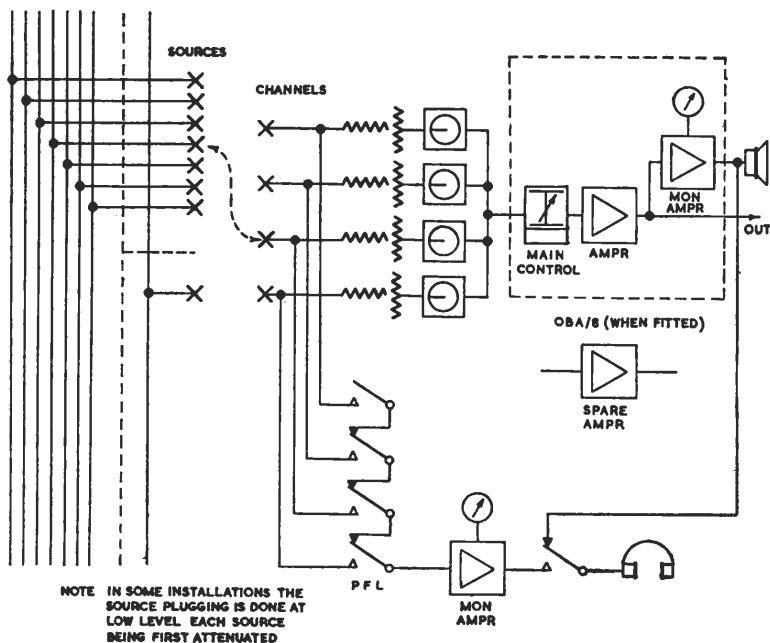 SOURCES
CHANNELS
MON
AMPR
OUT
MAIN
CONTROL
AMPR
OBA/8 (WHEN FITTED)
SPARE
AMPR
P F L
MON
AMPR
NOTE IN SOME INSTALLATIONS THE
SOURCE PLUGGING IS DONE AT
LOW LEVEL EACH SOURCE
BEING FIRST ATTENUATED